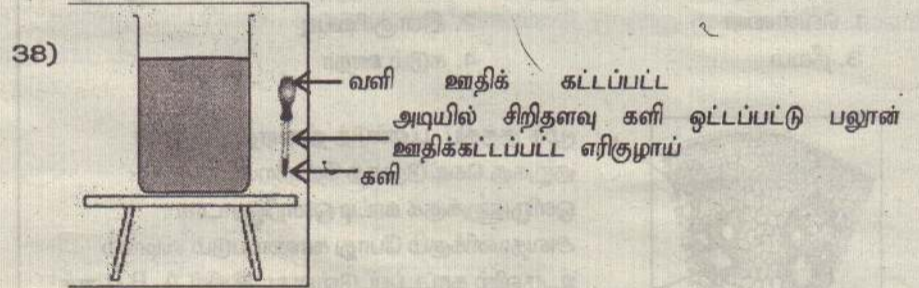 38)
வளி ஊதிக் கட்டப்பட்ட
அடியில் சிறிதளவு களி ஒட்டப்பட்டு பலூன்
ஊதிக்கட்டப்பட்ட எரிகுழாய்
களி